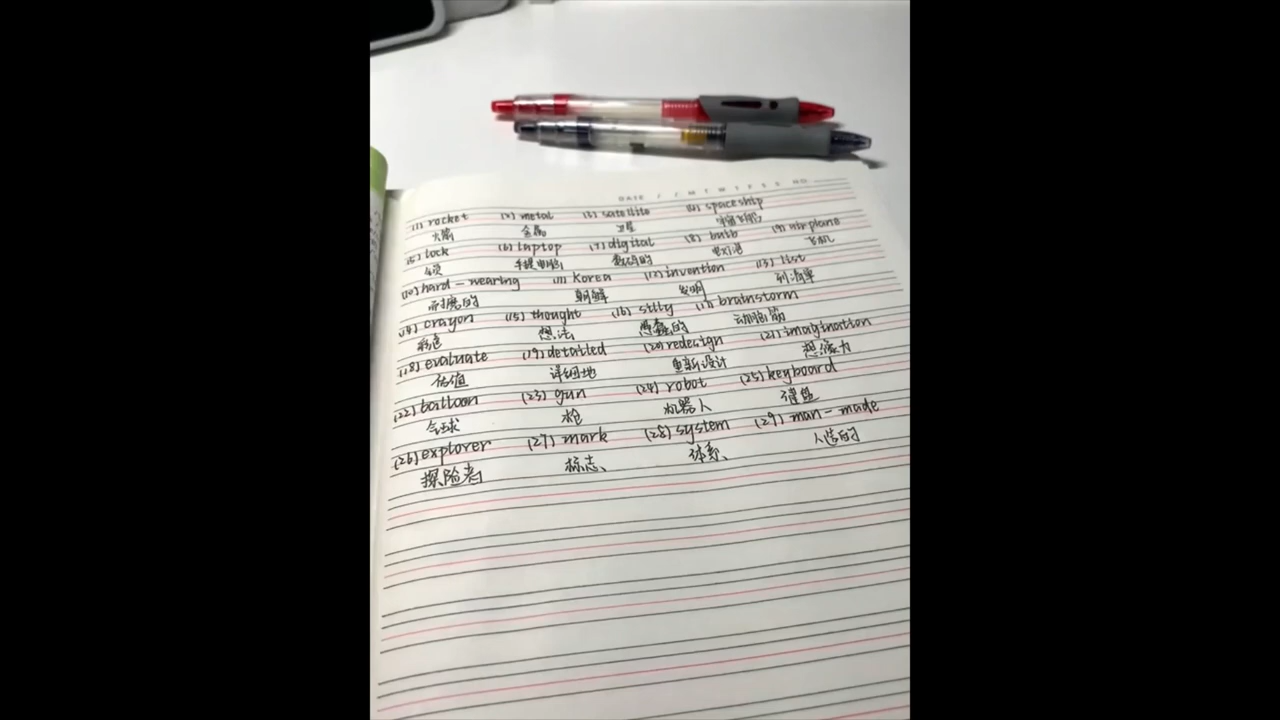 DATE / / M T W T F S S NO.
(1) rocket (2) metal (3) satellite (4) spaceship
火箭 金属 卫星 宇宙飞船
(5) lock (6) laptop (7) digital (8) bulb (9) airplane
锁 手提电脑 数码的 电灯泡 飞机
(10) hard-wearing (11) Korea (12) invention (13) list
耐磨的 朝鲜 发明 列清单
(14) crayon (15) thought (16) silly (17) brainstorm
彩色 想法 愚蠢的 动脑筋
(18) evaluate (19) detailed (20) redesign (21) imagination
估值 详细地 重新设计 想象力
(22) balloon (23) gun (24) robot (25) keyboard
气球 枪 机器人 键盘
(26) explorer (27) mark (28) system (29) man-made
探险者 标志 体系 人造的